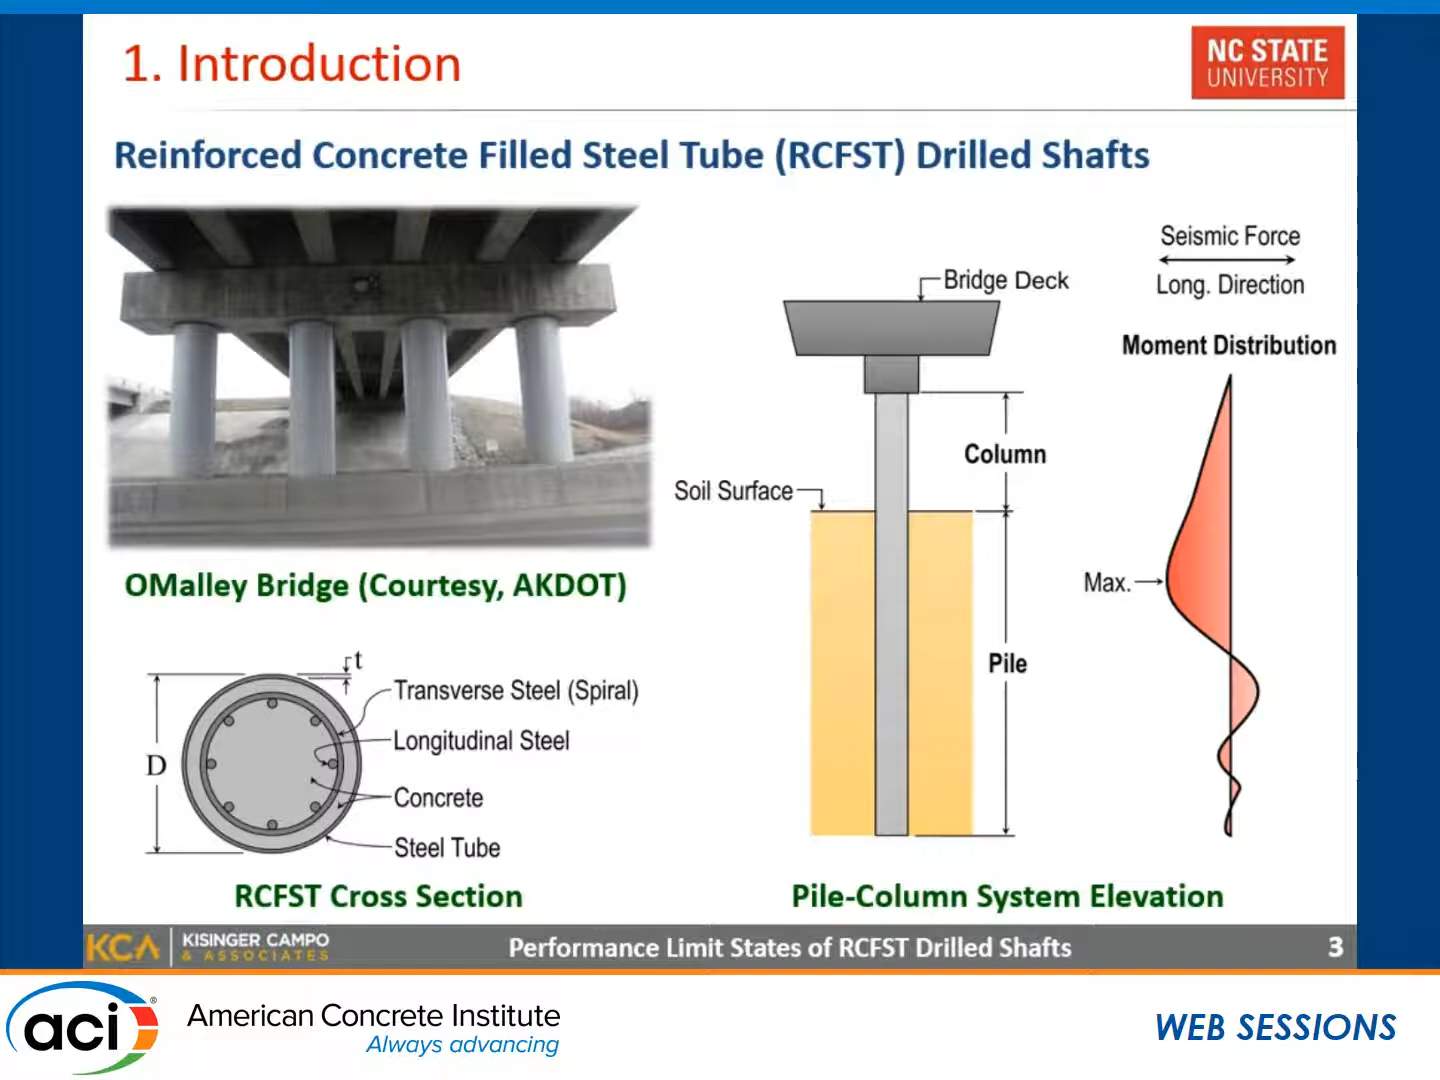 1. Introduction
NC STATE
UNIVERSITY
Reinforced Concrete Filled Steel Tube (RCFST) Drilled Shafts
OMalley Bridge (Courtesy, AKDOT)
t
D
Transverse Steel (Spiral)
Longitudinal Steel
Concrete
Steel Tube
RCFST Cross Section
Seismic Force
Long. Direction
Bridge Deck
Moment Distribution
Column
Soil Surface
Max.
Pile
Pile-Column System Elevation
KCA
KISINGER CAMPO
& ASSOCIATES
Performance Limit States of RCFST Drilled Shafts
3
aci®
American Concrete Institute
Always advancing
WEB SESSIONS